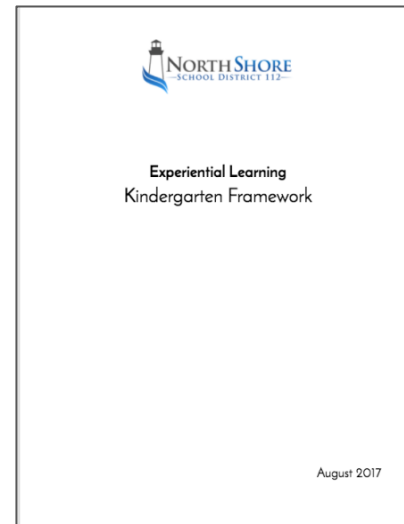 NORTH SHORE
SCHOOL DISTRICT 112
Experiential Learning
Kindergarten Framework
August 2017